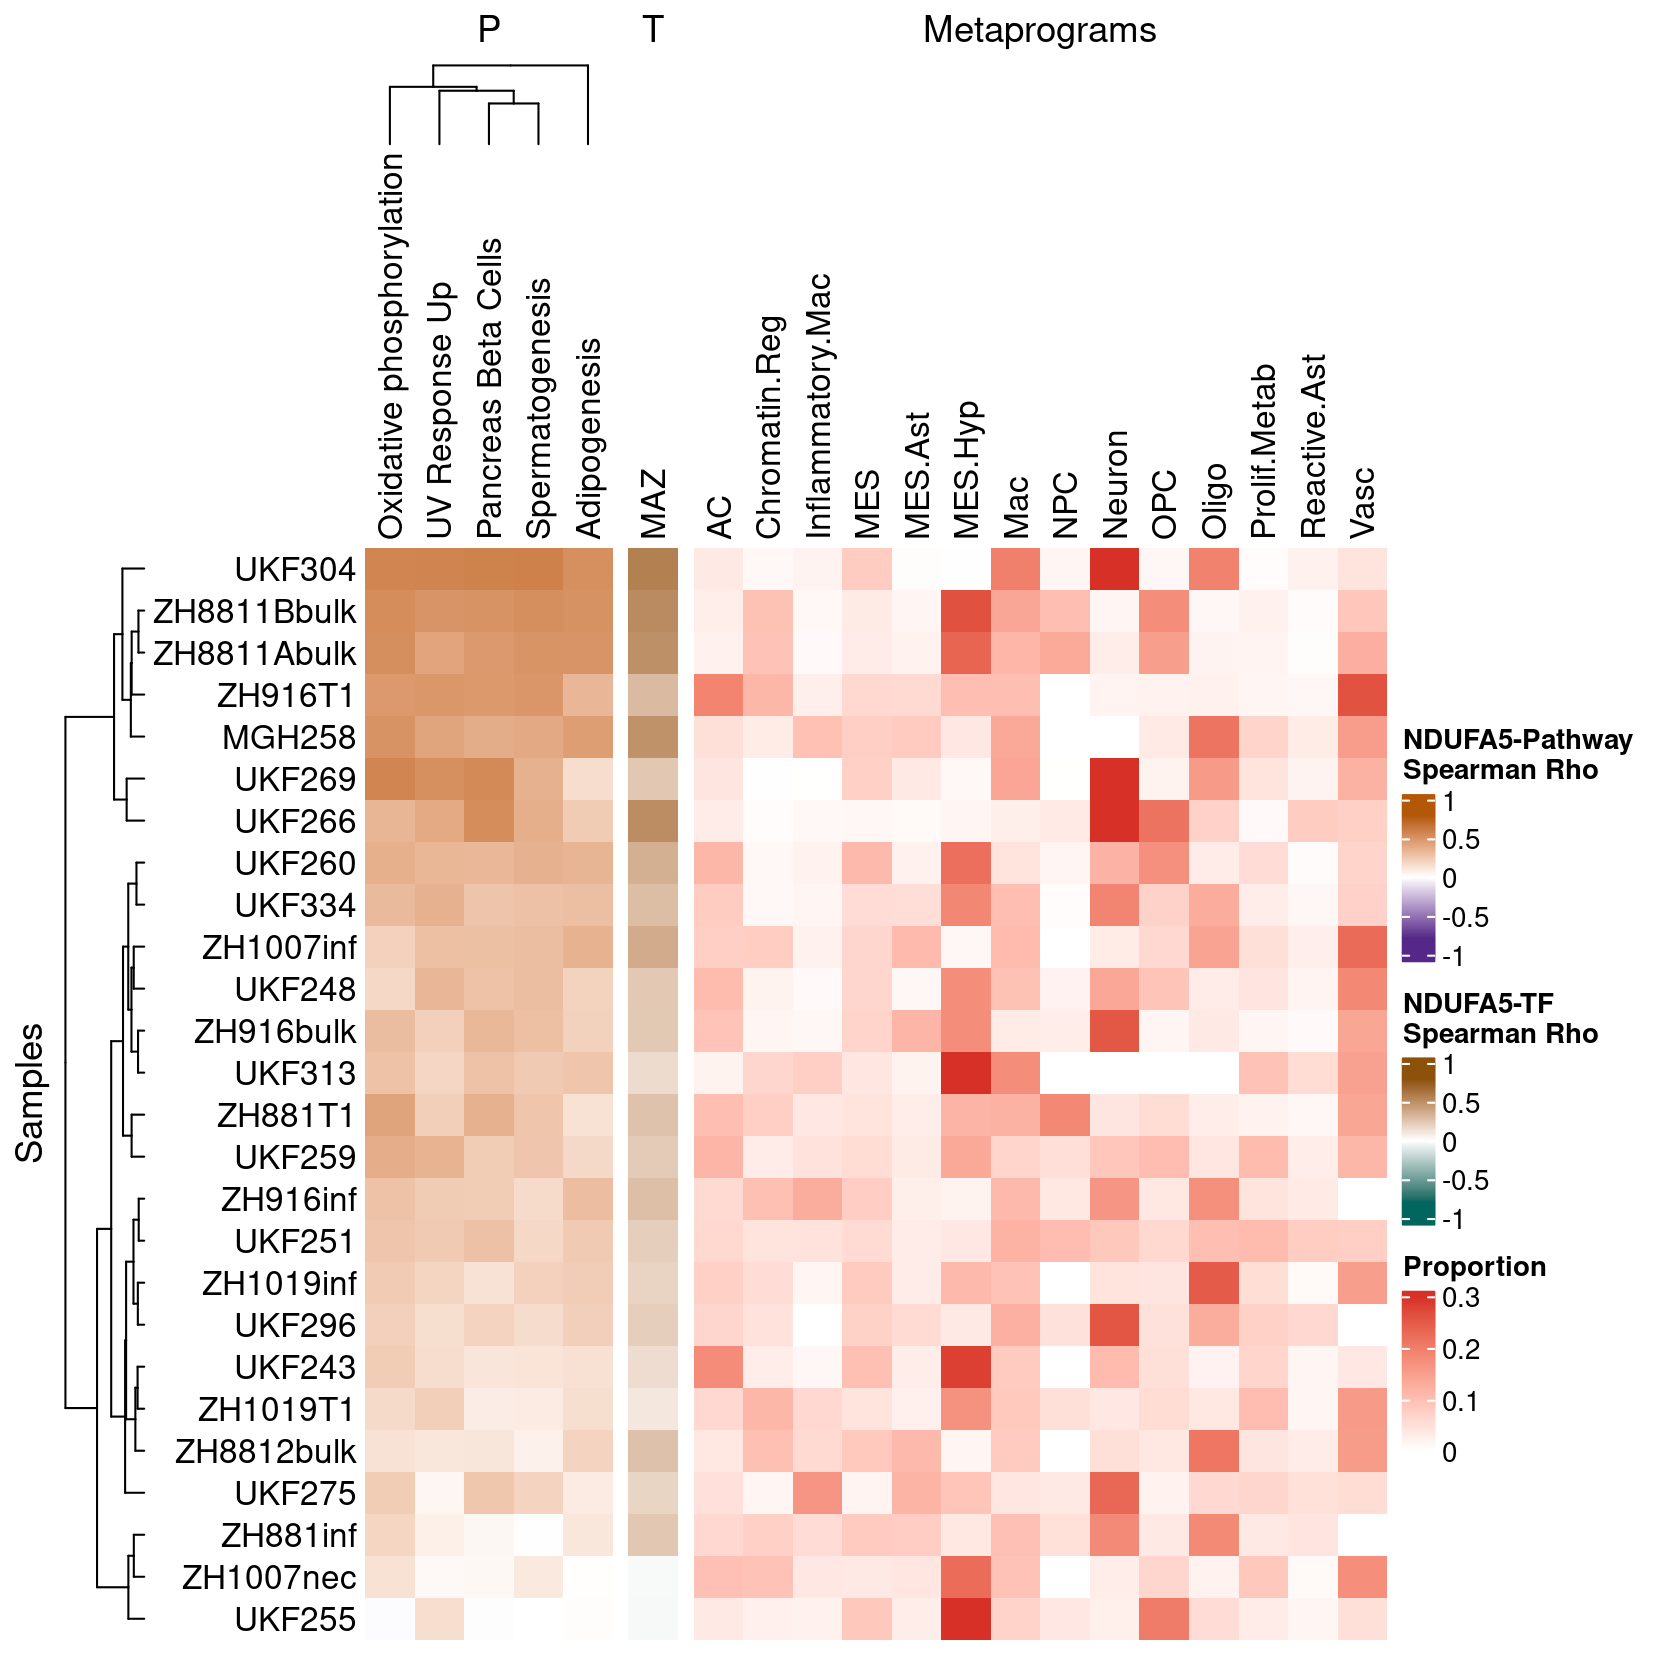 P
T
Metaprograms
Oxidative phosphorylation
UV Response Up
Pancreas Beta Cells
Spermatogenesis
Adipogenesis
MAZ
AC
Chromatin.Reg
Inflammatory.Mac
MES
MES.Ast
MES.Hyp
Mac
NPC
Neuron
OPC
Oligo
Prolif.Metab
Reactive.Ast
Vasc
Samples
UKF304
ZH8811Bbulk
ZH8811Abulk
ZH916T1
MGH258
UKF269
UKF266
UKF260
UKF334
ZH1007inf
UKF248
ZH916bulk
UKF313
ZH881T1
UKF259
ZH916inf
UKF251
ZH1019inf
UKF296
UKF243
ZH1019T1
ZH8812bulk
UKF275
ZH881inf
ZH1007nec
UKF255
NDUFA5-Pathway
Spearman Rho
1
0.5
0
-0.5
-1
NDUFA5-TF
Spearman Rho
1
0.5
0
-0.5
-1
Proportion
0.3
0.2
0.1
0